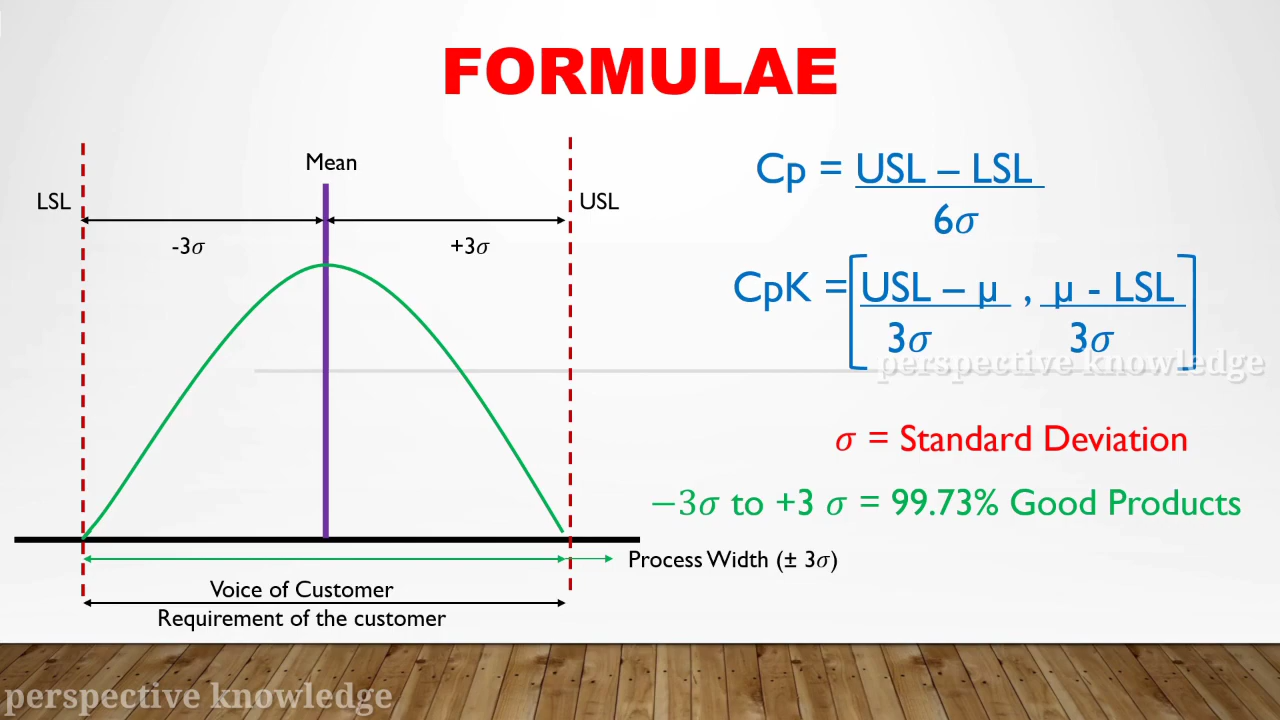 FORMULAE
Mean
LSL
USL
-3𝜎
+3𝜎
Cp = USL – LSL
6𝜎
CpK = [USL – µ , µ - LSL]
3𝜎 3𝜎
perspective knowledge
𝜎 = Standard Deviation
−3𝜎 to +3 𝜎 = 99.73% Good Products
Process Width (± 3𝜎)
Voice of Customer
Requirement of the customer
perspective knowledge